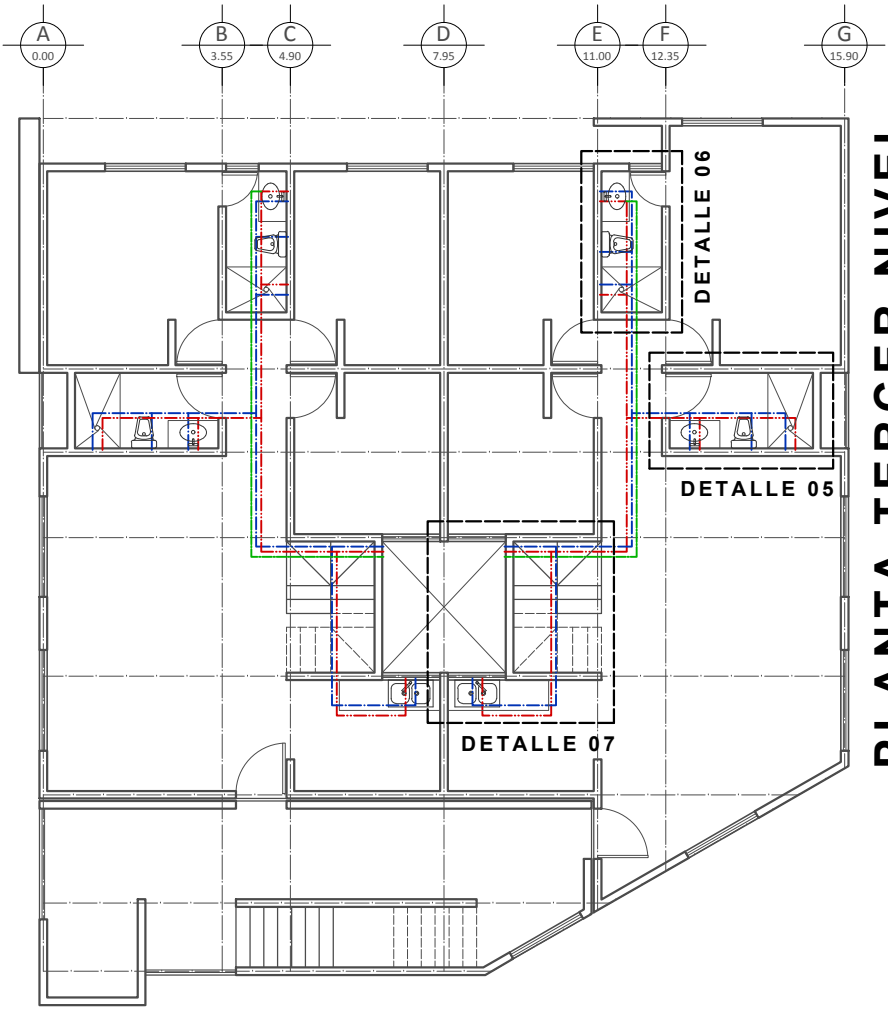 A
0.00
B
3.55
C
4.90
D
7.95
E
11.00
F
12.35
G
15.90
DETALLE 06
DETALLE 05
DETALLE 07
PLANTA TERCER NIVEL